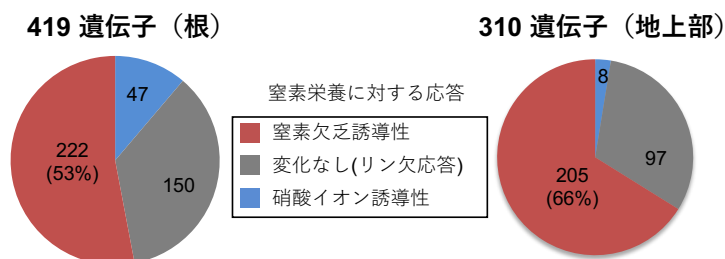 419 遺伝子（根）
47
222
(53%)
150
窒素栄養に対する応答
窒素欠乏誘導性
変化なし(リン欠応答)
硝酸イオン誘導性
310 遺伝子（地上部）
8
97
205
(66%)